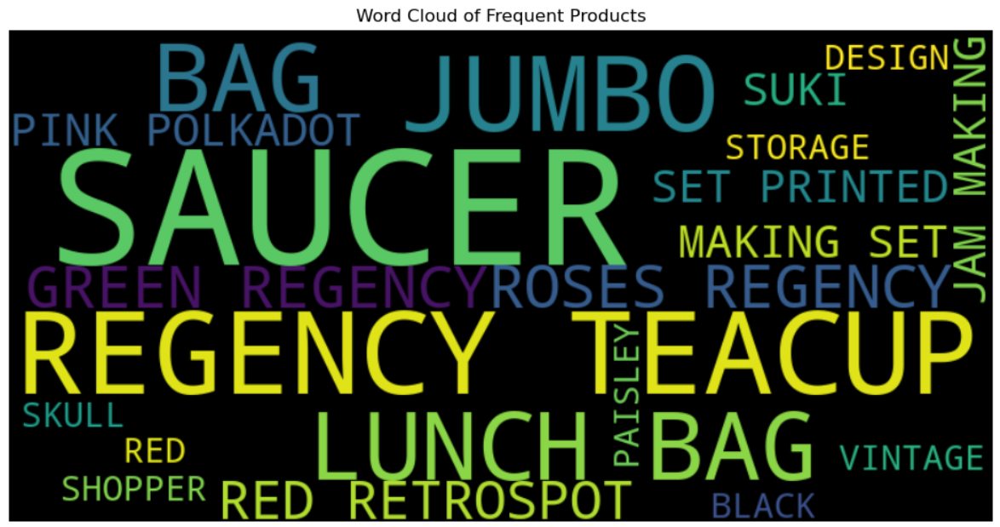 Word Cloud of Frequent Products
BAG
JUMBO
DESIGN
SUKI
PINK POLKADOT
STORAGE
JAM MAKING
SAUCER
SET PRINTED
MAKING SET
GREEN REGENCY
ROSES REGENCY
REGENCY TEACUP
PAISLEY
SKULL
LUNCH BAG
RED
VINTAGE
SHOPPER
RED RETROSPOT
BLACK